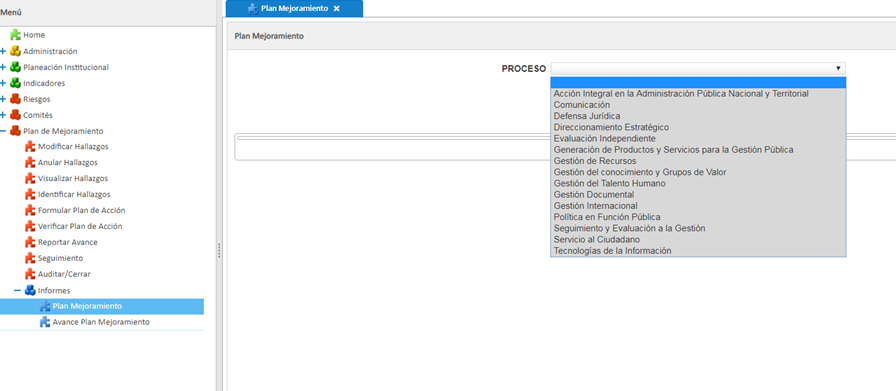 Menú
Home
Administración
Planeación Institucional
Indicadores
Riesgos
Comités
Plan de Mejoramiento
Modificar Hallazgos
Anular Hallazgos
Visualizar Hallazgos
Identificar Hallazgos
Formular Plan de Acción
Verificar Plan de Acción
Reportar Avance
Seguimiento
Auditar/Cerrar
Informes
Plan Mejoramiento
Avance Plan Mejoramiento
Plan Mejoramiento
Plan Mejoramiento
PROCESO
Acción Integral en la Administración Pública Nacional y Territorial
Comunicación
Defensa Jurídica
Direccionamiento Estratégico
Evaluación Independiente
Generación de Productos y Servicios para la Gestión Pública
Gestión de Recursos
Gestión del conocimiento y Grupos de Valor
Gestión del Talento Humano
Gestión Documental
Gestión Internacional
Política en Función Pública
Seguimiento y Evaluación a la Gestión
Servicio al Ciudadano
Tecnologías de la Información